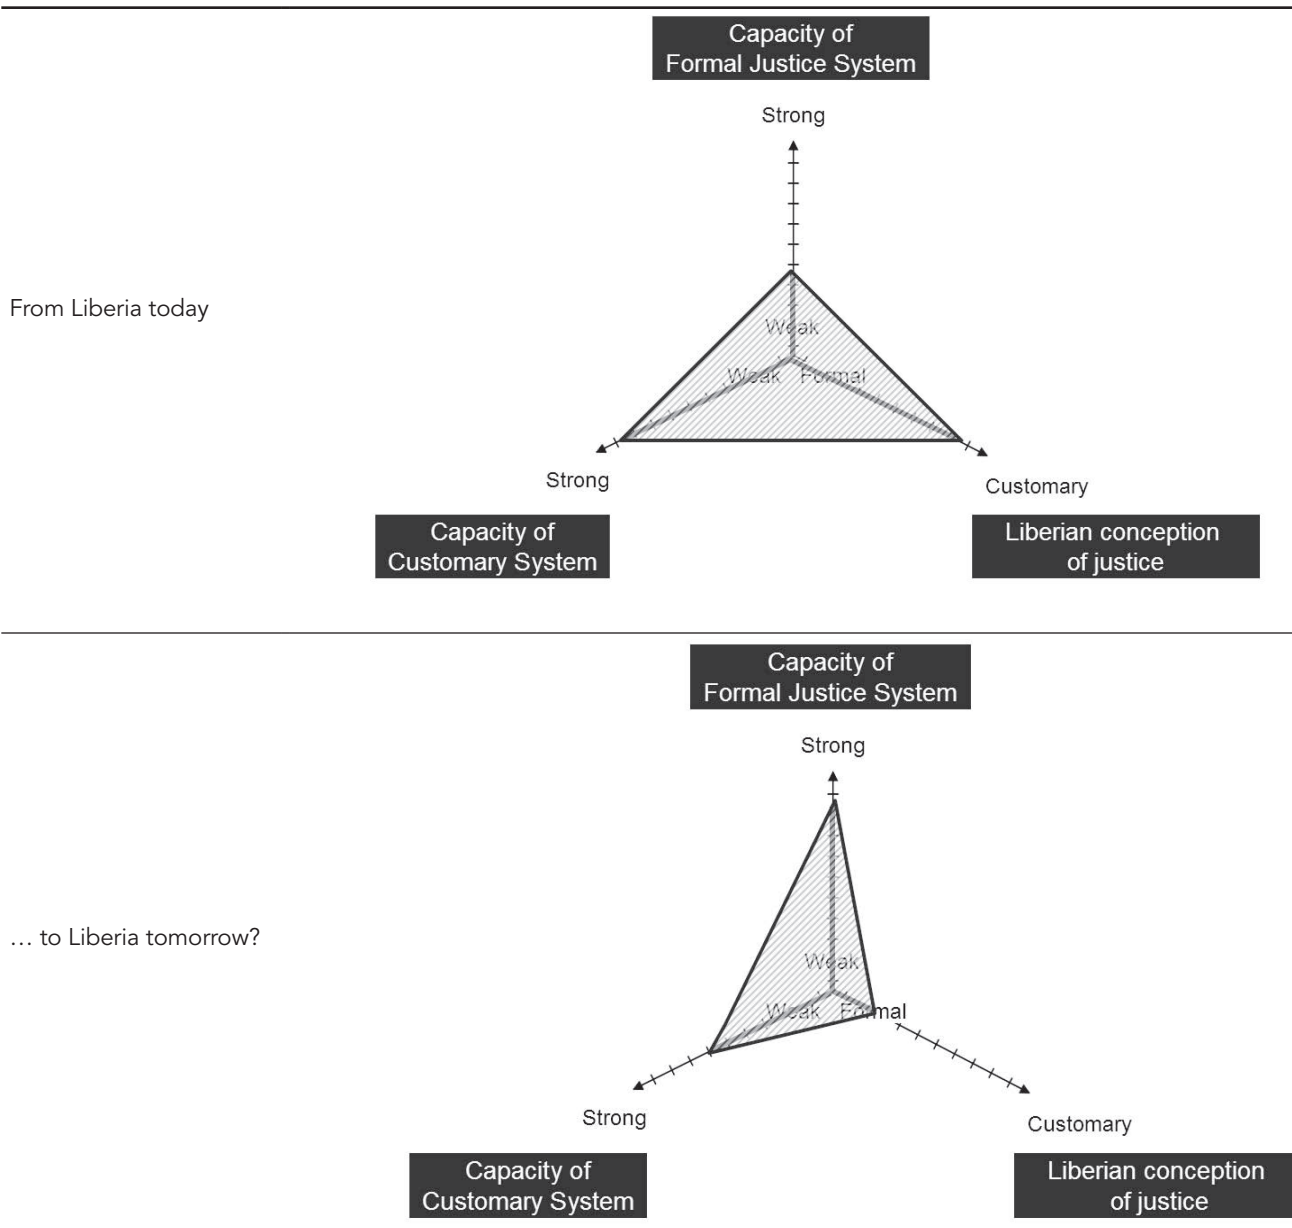 Capacity of
Formal Justice System
Strong
From Liberia today
Weak
Weak Formal
Strong
Customary
Capacity of
Customary System
Liberian conception
of justice
Capacity of
Formal Justice System
Strong
… to Liberia tomorrow?
Weak
Weak Formal
Strong
Customary
Capacity of
Customary System
Liberian conception
of justice